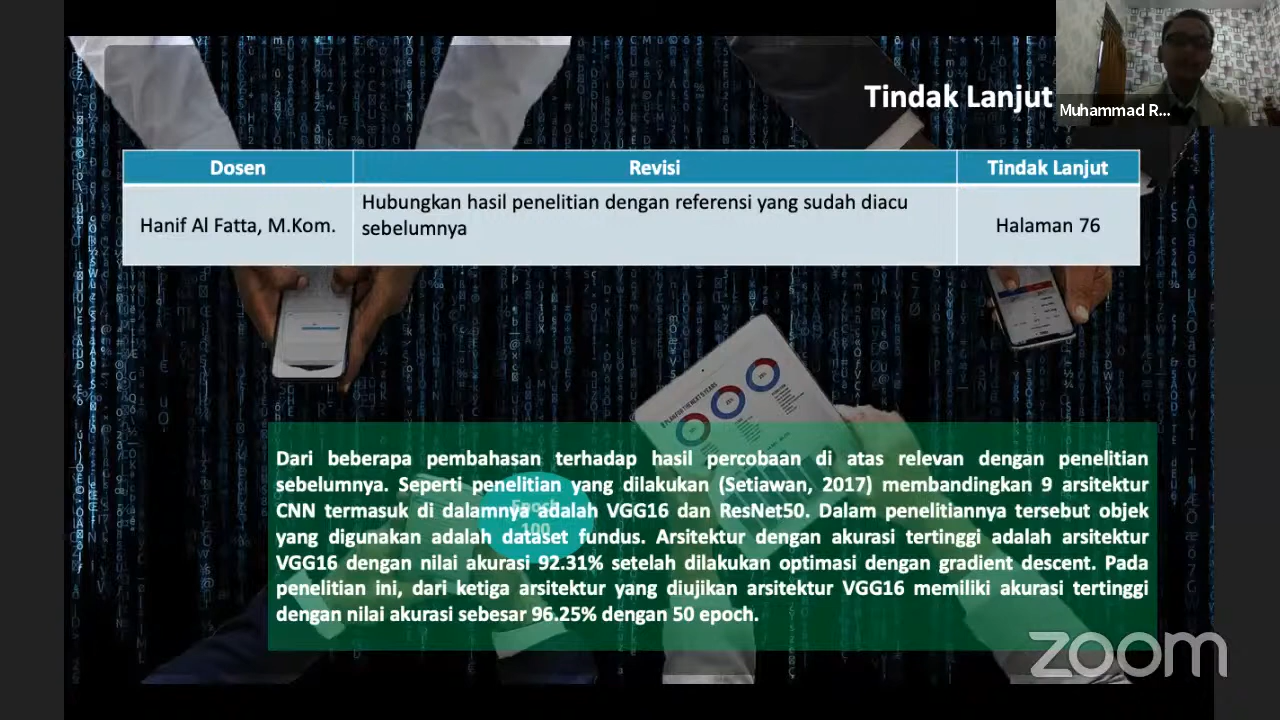 Tindak Lanjut
Muhammad R...
Dosen
Revisi
Tindak Lanjut
Hanif Al Fatta, M.Kom.
Hubungkan hasil penelitian dengan referensi yang sudah diacu
sebelumnya
Halaman 76
Dari beberapa pembahasan terhadap hasil percobaan di atas relevan dengan penelitian
sebelumnya. Seperti penelitian yang dilakukan (Setiawan, 2017) membandingkan 9 arsitektur
CNN termasuk di dalamnya adalah VGG16 dan ResNet50. Dalam penelitiannya tersebut objek
yang digunakan adalah dataset fundus. Arsitektur dengan akurasi tertinggi adalah arsitektur
VGG16 dengan nilai akurasi 92.31% setelah dilakukan optimasi dengan gradient descent. Pada
penelitian ini, dari ketiga arsitektur yang diujikan arsitektur VGG16 memiliki akurasi tertinggi
dengan nilai akurasi sebesar 96.25% dengan 50 epoch.
Epoch
100
zoom